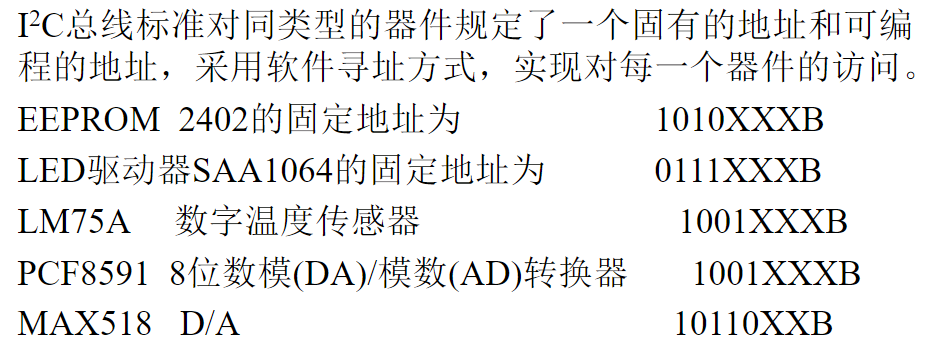 I²C总线标准对同类型的器件规定了一个固有的地址和可编
程的地址，采用软件寻址方式，实现对每一个器件的访问。
EEPROM 2402的固定地址为 1010XXXB
LED驱动器SAA1064的固定地址为 0111XXXB
LM75A 数字温度传感器 1001XXXB
PCF8591 8位数模(DA)/模数(AD)转换器 1001XXXB
MAX518 D/A 10110XXB